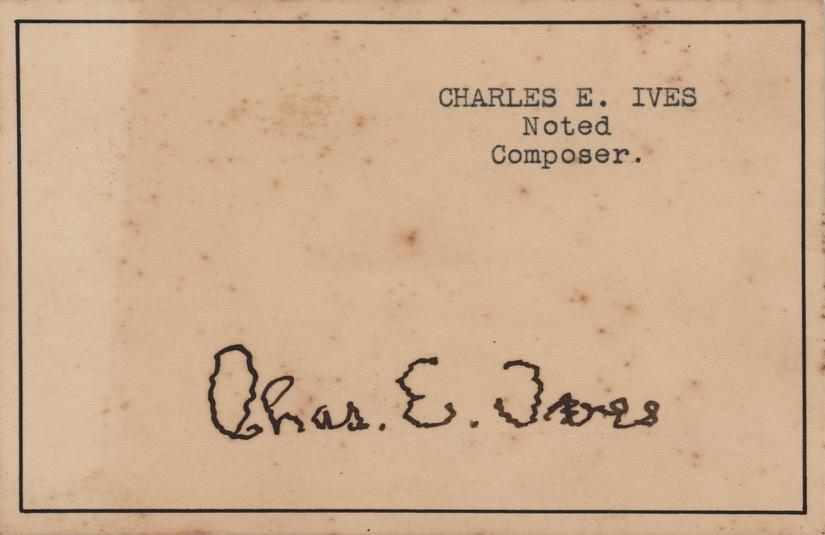 CHARLES E. IVES
Noted
Composer.
Chas. E. Ives